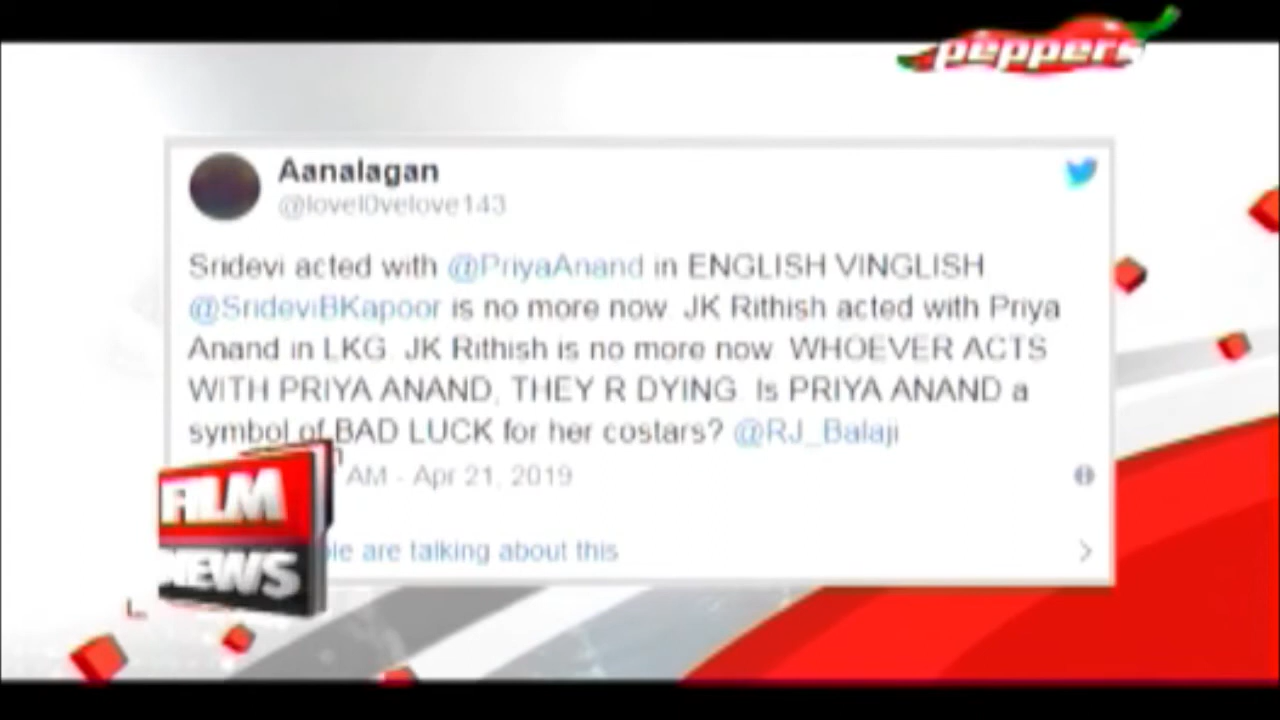 peppers
Aanalagan
@lovel0velove143
Sridevi acted with @PriyaAnand in ENGLISH VINGLISH
@SrideviBKapoor is no more now. JK Rithish acted with Priya
Anand in LKG. JK Rithish is no more now. WHOEVER ACTS
WITH PRIYA ANAND, THEY R DYING. Is PRIYA ANAND a
symbol of BAD LUCK for her costars? @RJ_Balaji
AM - Apr 21, 2019
FILM
NEWS
are talking about this